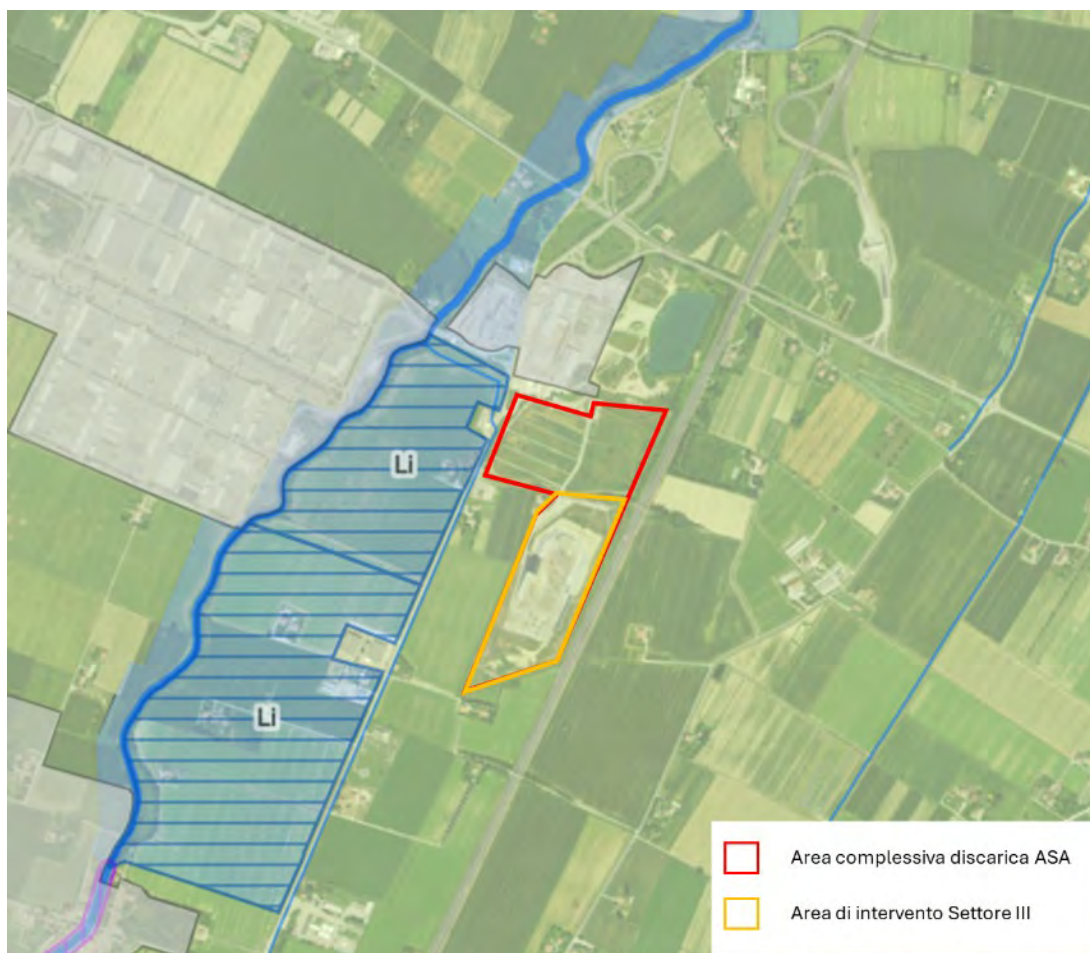 Li
Li
Area complessiva discarica ASA
Area di intervento Settore III